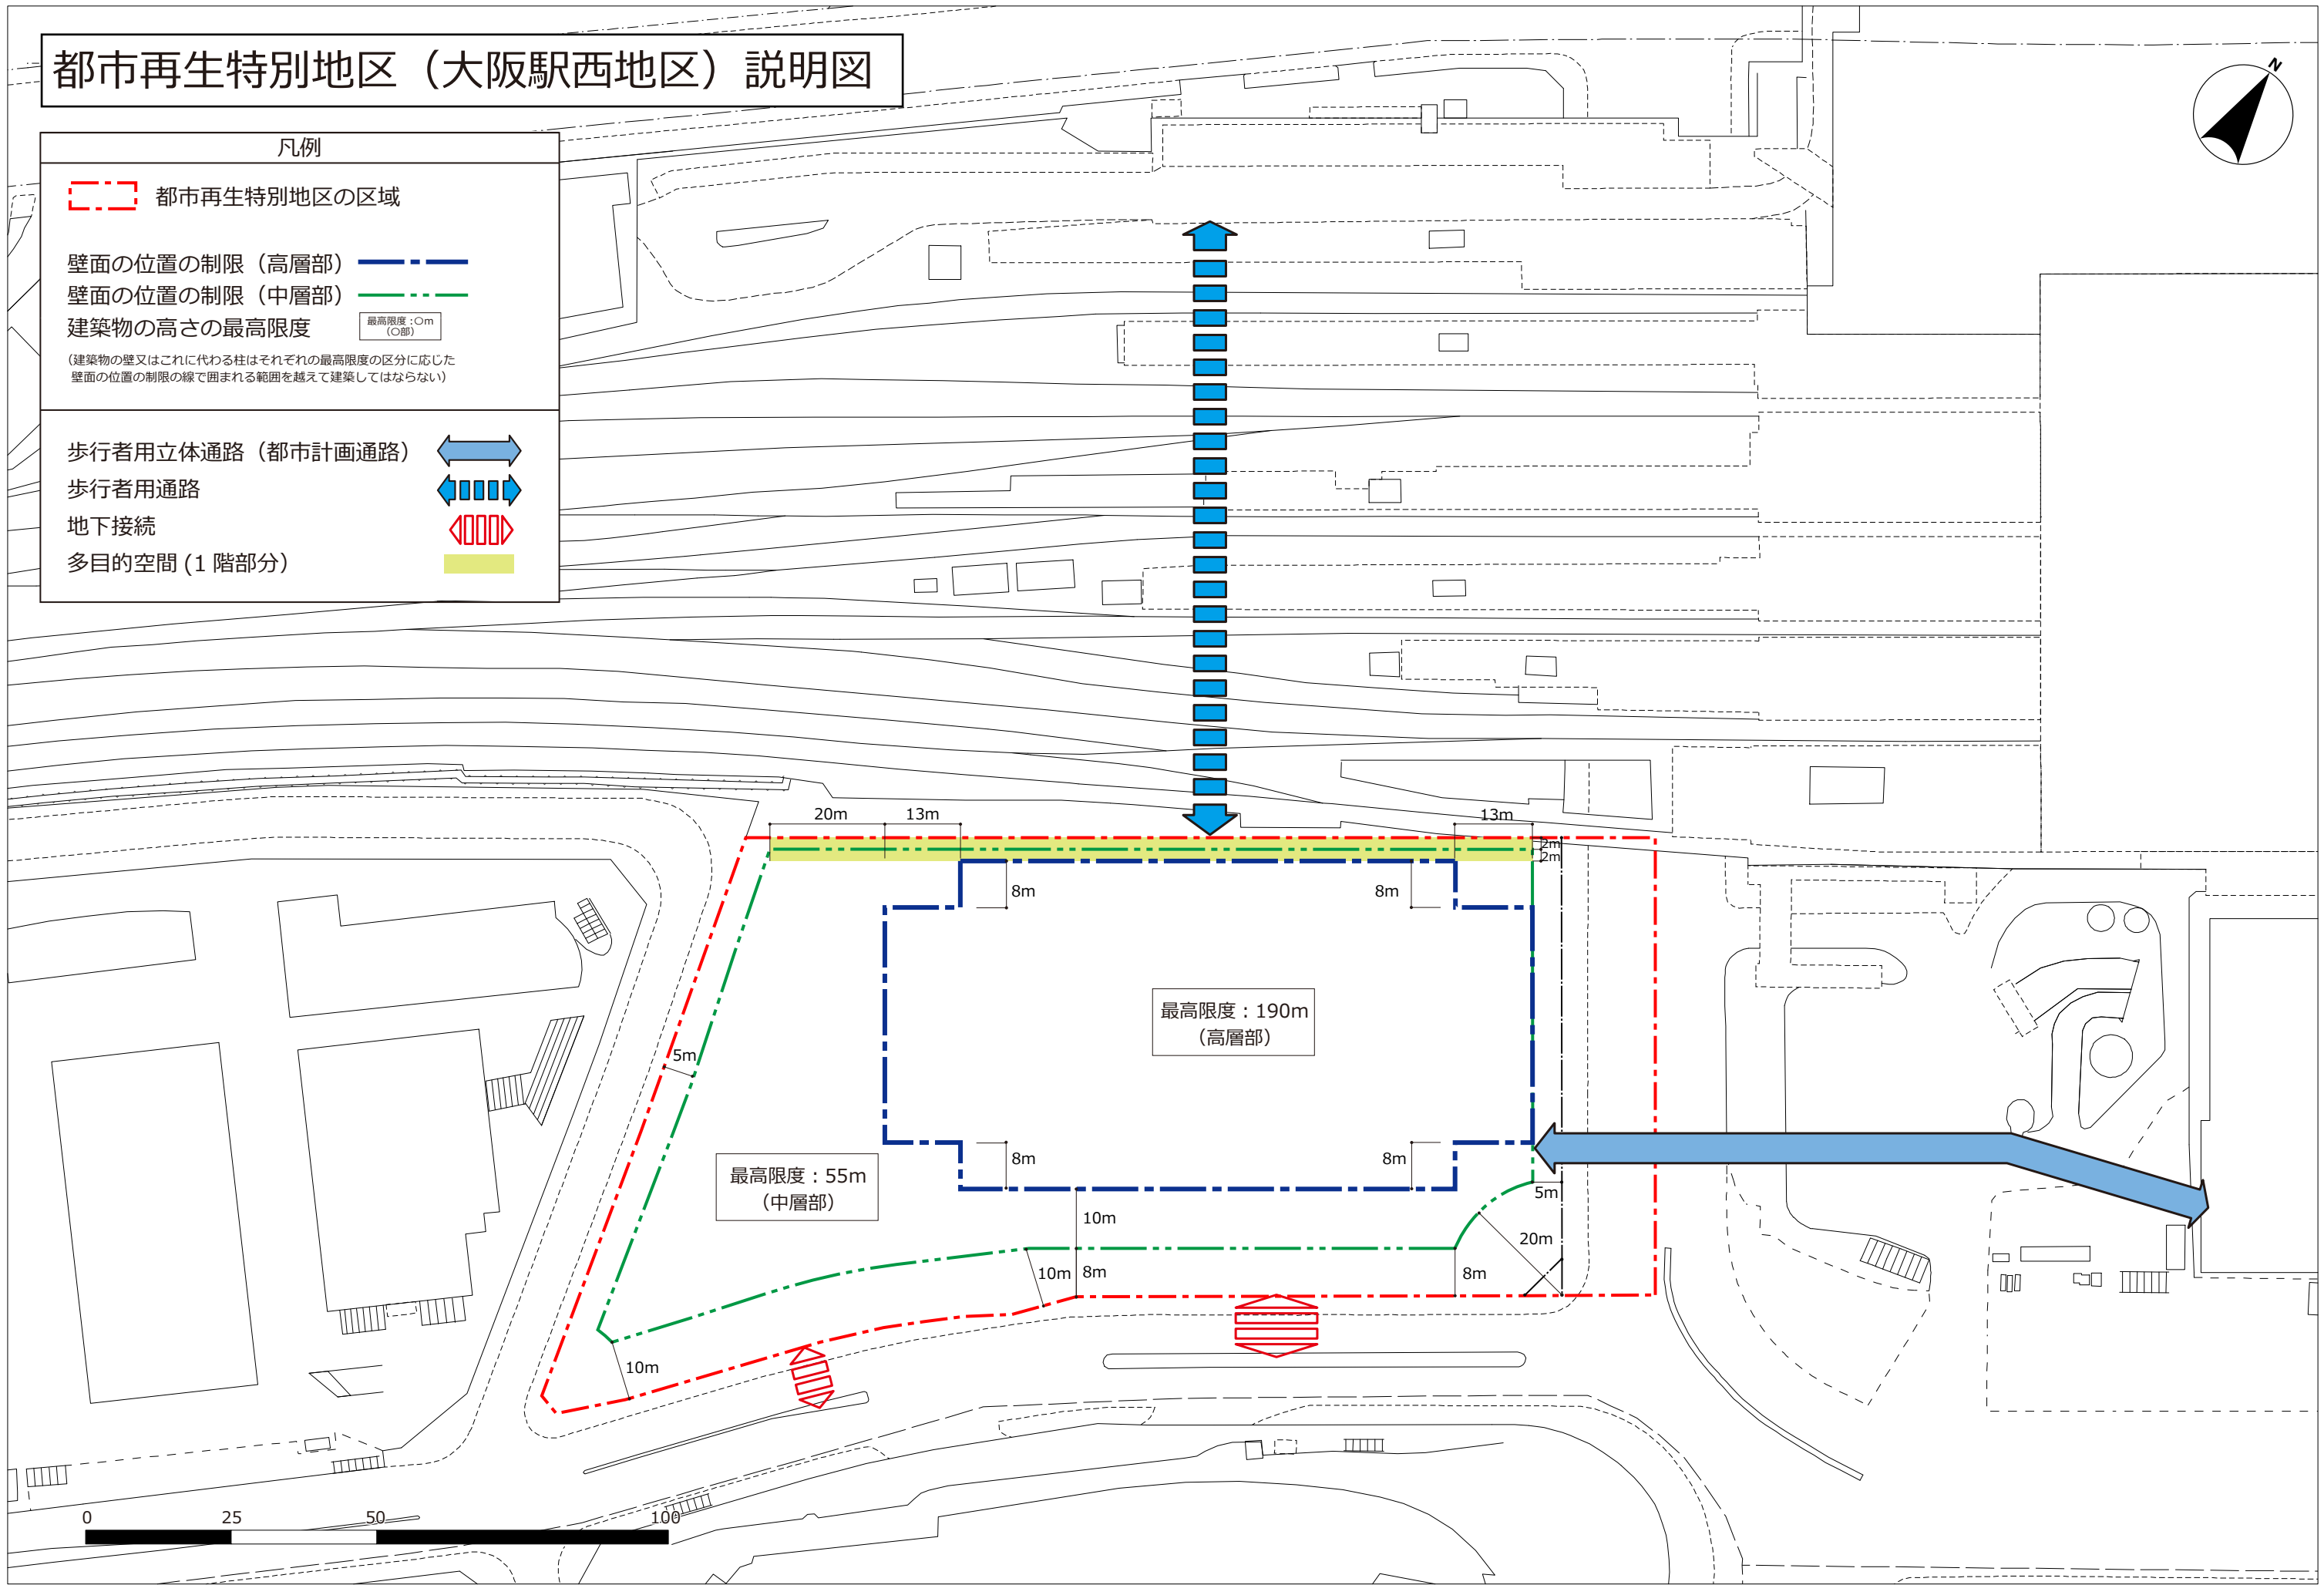 都市再生特別地区（大阪駅西地区）説明図
N
凡例
都市再生特別地区の区域
壁面の位置の制限（高層部）
壁面の位置の制限（中層部）
建築物の高さの最高限度
最高限度：〇m
（〇部）
（建築物の壁又はこれに代わる柱はそれぞれの最高限度の区分に応じた
壁面の位置の制限の線で囲まれる範囲を越えて建築してはならない）
歩行者用立体通路（都市計画通路）
歩行者用通路
地下接続
多目的空間 (1 階部分）
20m
13m
13m
2m
2m
8m
8m
最高限度：190m
（高層部）
5m
8m
8m
最高限度：55m
（中層部）
5m
10m
20m
10m
8m
8m
10m
0
25
50
100